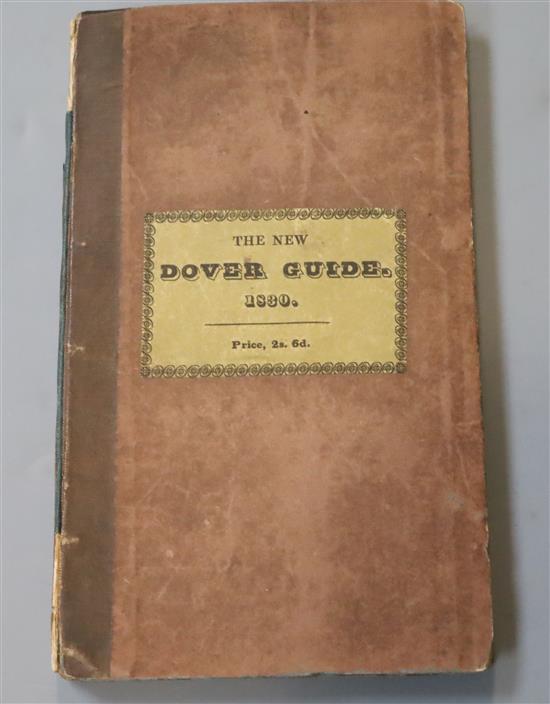 THE NEW
DOVER GUIDE.
1830.
Price, 2s. 6d.